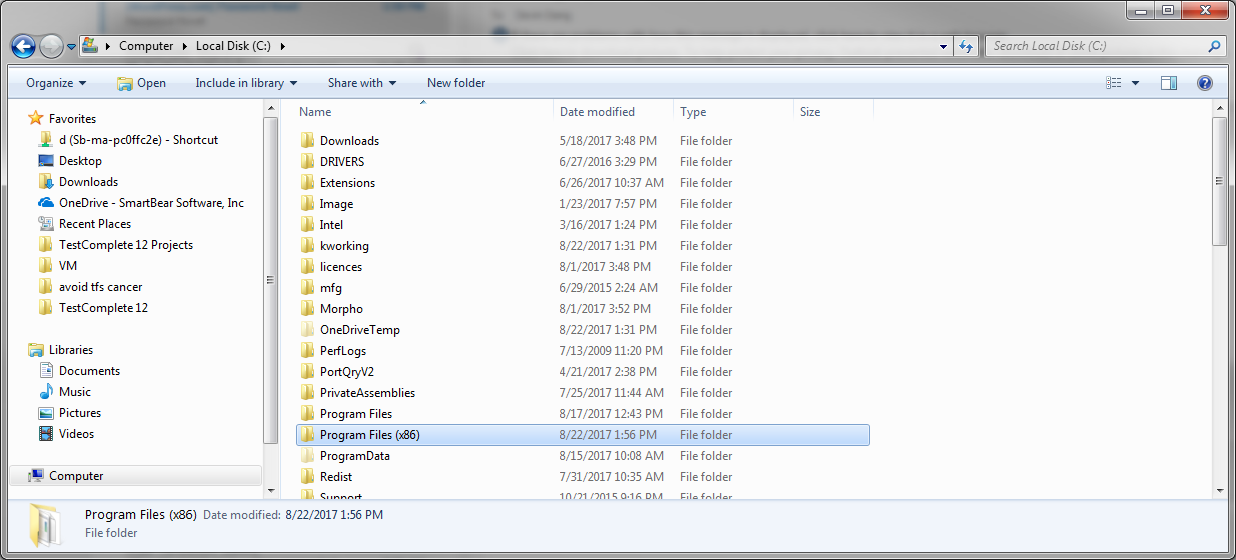 Computer Local Disk (C:) Search Local Disk (C:)
Organize Open Include in library Share with New folder
Name Date modified Type Size
Favorites
d (Sb-ma-pc0ffc2e) - Shortcut
Desktop
Downloads
OneDrive - SmartBear Software, Inc
Recent Places
TestComplete 12 Projects
VM
avoid tfs cancer
TestComplete 12
Libraries
Documents
Music
Pictures
Videos
Computer
Downloads 5/18/2017 3:48 PM File folder
DRIVERS 6/27/2016 3:29 PM File folder
Extensions 6/26/2017 10:37 AM File folder
Image 1/23/2017 7:57 PM File folder
Intel 3/16/2017 1:24 PM File folder
kworking 8/22/2017 1:31 PM File folder
licences 8/1/2017 3:48 PM File folder
mfg 6/29/2015 2:24 AM File folder
Morpho 8/1/2017 3:52 PM File folder
OneDriveTemp 8/22/2017 1:31 PM File folder
PerfLogs 7/13/2009 11:20 PM File folder
PortQryV2 4/21/2017 2:38 PM File folder
PrivateAssemblies 7/25/2017 11:44 AM File folder
Program Files 8/17/2017 12:43 PM File folder
Program Files (x86) 8/22/2017 1:56 PM File folder
ProgramData 8/15/2017 10:08 AM File folder
Redist 7/31/2017 10:35 AM File folder
Support 10/21/2015 9:16 PM File folder
Program Files (x86) Date modified: 8/22/2017 1:56 PM
File folder